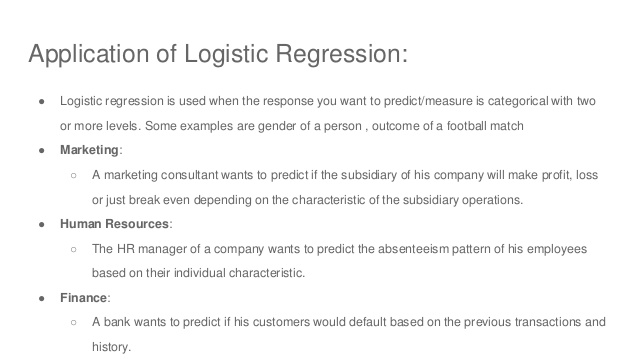 Application of Logistic Regression:
● Logistic regression is used when the response you want to predict/measure is categorical with two
or more levels. Some examples are gender of a person , outcome of a football match
● Marketing:
○ A marketing consultant wants to predict if the subsidiary of his company will make profit, loss
or just break even depending on the characteristic of the subsidiary operations.
● Human Resources:
○ The HR manager of a company wants to predict the absenteeism pattern of his employees
based on their individual characteristic.
● Finance:
○ A bank wants to predict if his customers would default based on the previous transactions and
history.